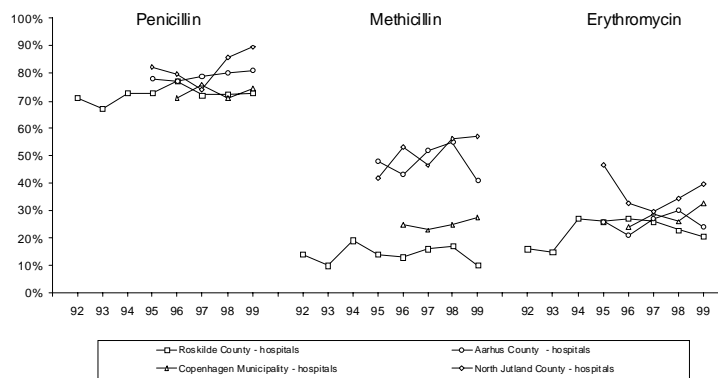 Penicillin Methicillin Erythromycin
100%
90%
80%
70%
60%
50%
40%
30%
20%
10%
0%
92 93 94 95 96 97 98 99 92 93 94 95 96 97 98 99 92 93 94 95 96 97 98 99
Roskilde County - hospitals Aarhus County - hospitals
Copenhagen Municipality - hospitals North Jutland County - hospitals